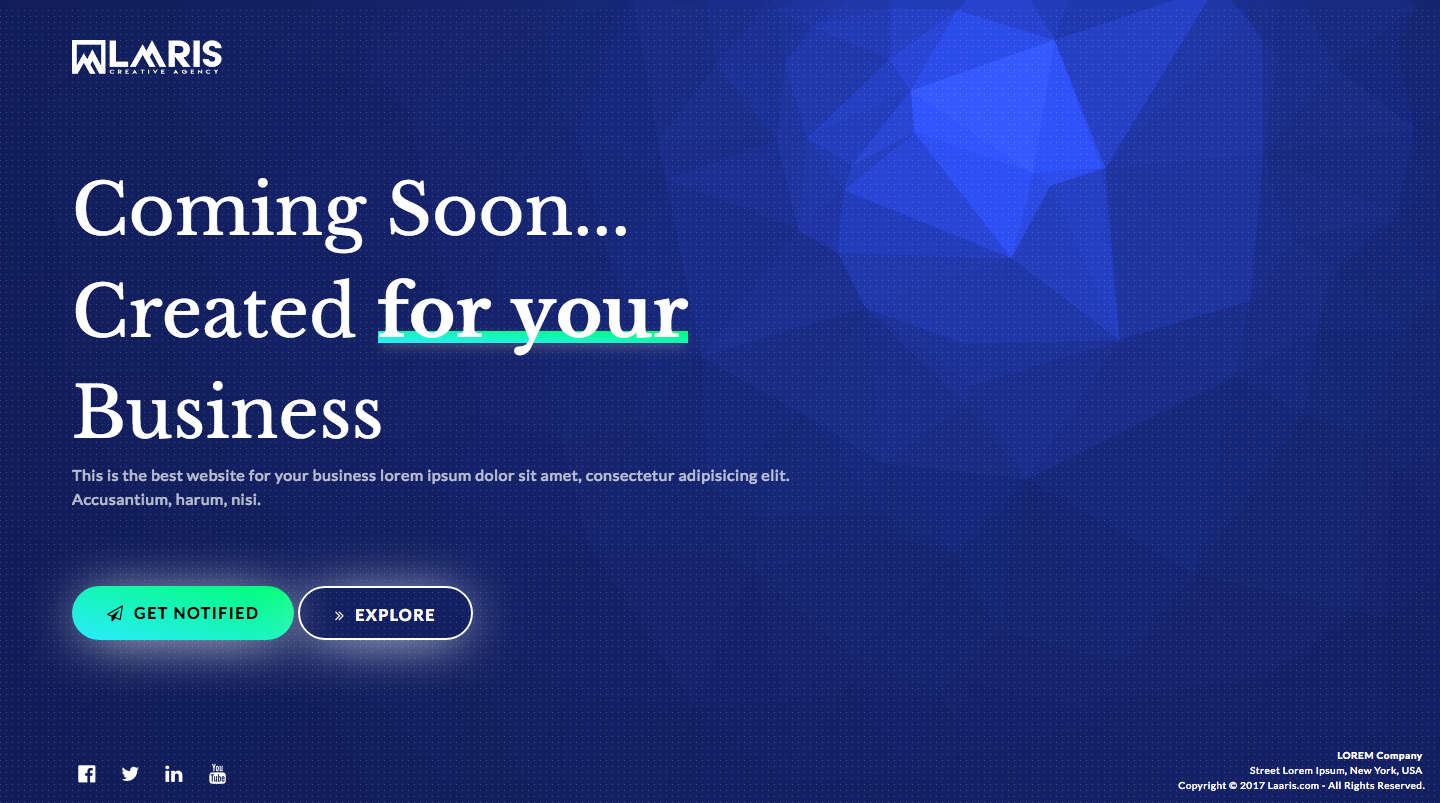 LAARIS
CREATIVE AGENCY
Coming Soon...
Created for your
Business
This is the best website for your business lorem ipsum dolor sit amet, consectetur adipisicing elit.
Accusantium, harum, nisi.
GET NOTIFIED
EXPLORE
You
Tube
LOREM Company
Street Lorem Ipsum, New York, USA
Copyright © 2017 Laaris.com - All Rights Reserved.